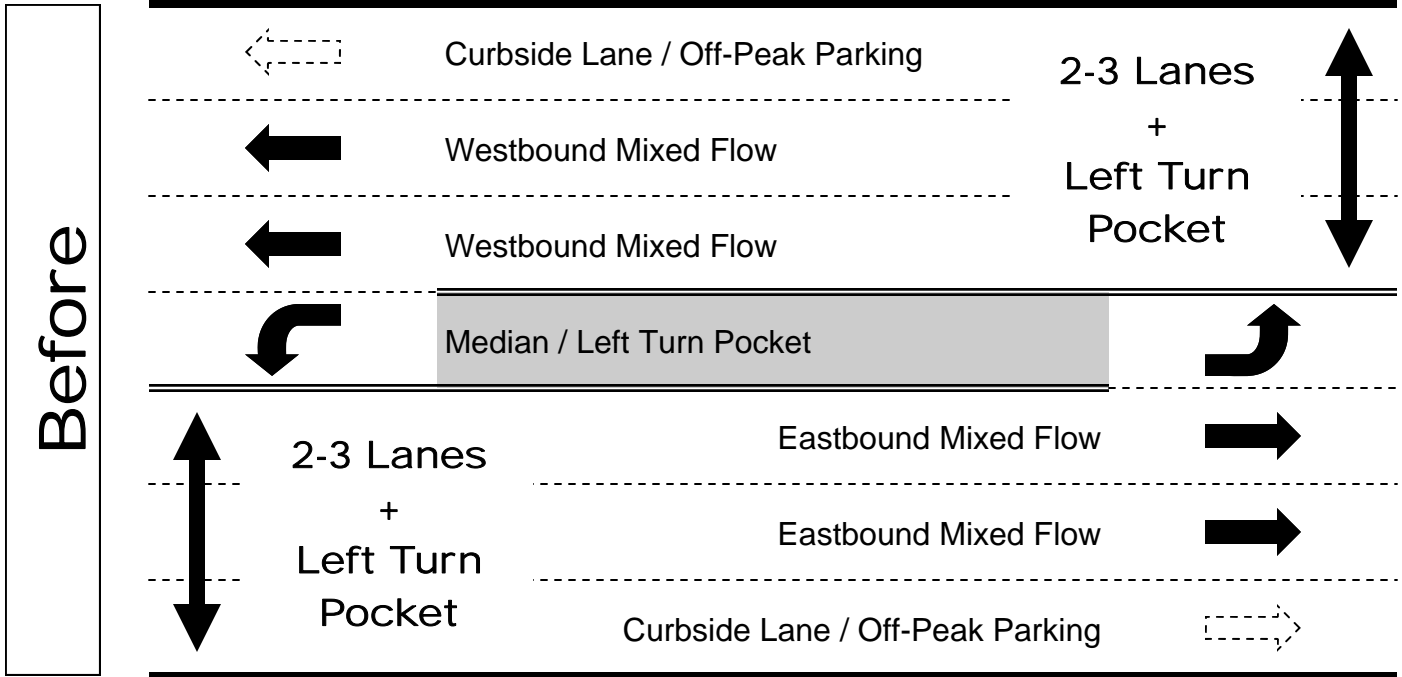 Before
Curbside Lane / Off-Peak Parking
2-3 Lanes
+
Left Turn
Pocket
Westbound Mixed Flow
Westbound Mixed Flow
Median / Left Turn Pocket
2-3 Lanes
+
Left Turn
Pocket
Eastbound Mixed Flow
Eastbound Mixed Flow
Curbside Lane / Off-Peak Parking